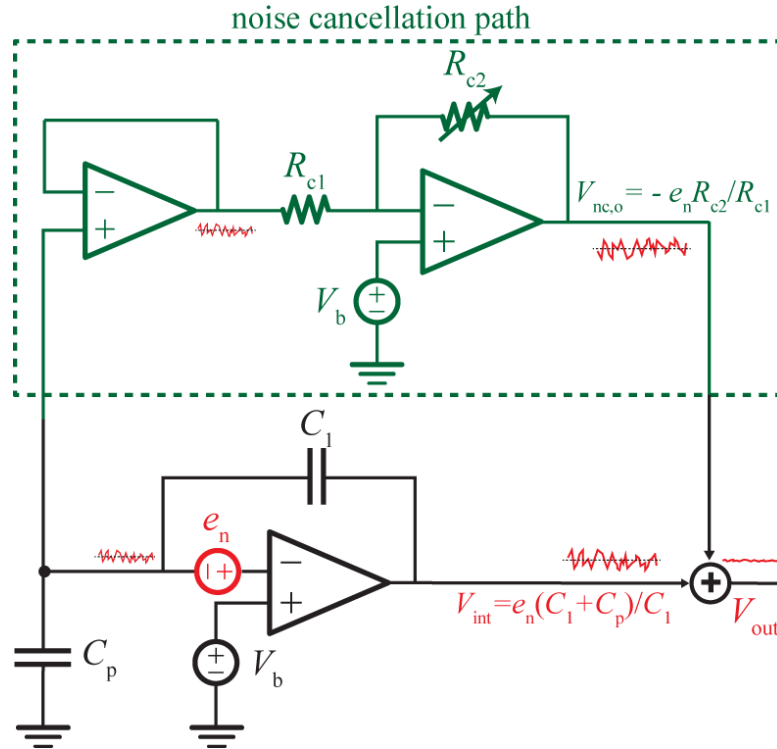 noise cancellation path
R_c2
R_c1
−
+
−
+
V_nc,o = - e_n R_c2/R_c1
V_b
+
−
C_1
e_n
− +
−
+
+
V_int=e_n(C_1+C_p)/C_1
V_out
C_p
+
−
V_b